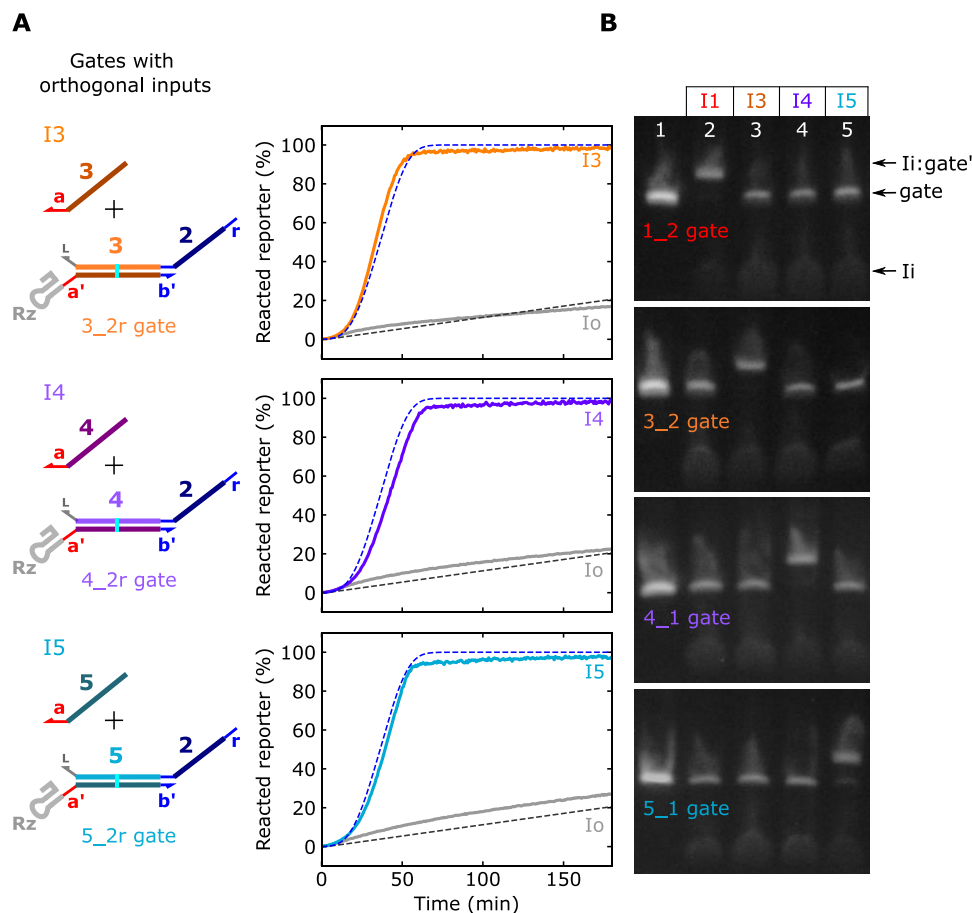 A
Gates with
orthogonal inputs
I3
3
a
+
L
3
2
r
a'
b'
Rz
3_2r gate
I4
4
a
+
L
4
2
r
a'
b'
Rz
4_2r gate
I5
5
a
+
L
5
2
r
a'
b'
Rz
5_2r gate
Reacted reporter (%)
100
80
60
40
20
0
I3
Io
Reacted reporter (%)
100
80
60
40
20
0
I4
Io
Reacted reporter (%)
100
80
60
40
20
0
I5
Io
0 50 100 150
Time (min)
B
I1 I3 I4 I5
1 2 3 4 5
Ii:gate'
gate
1_2 gate
Ii
3_2 gate
4_1 gate
5_1 gate